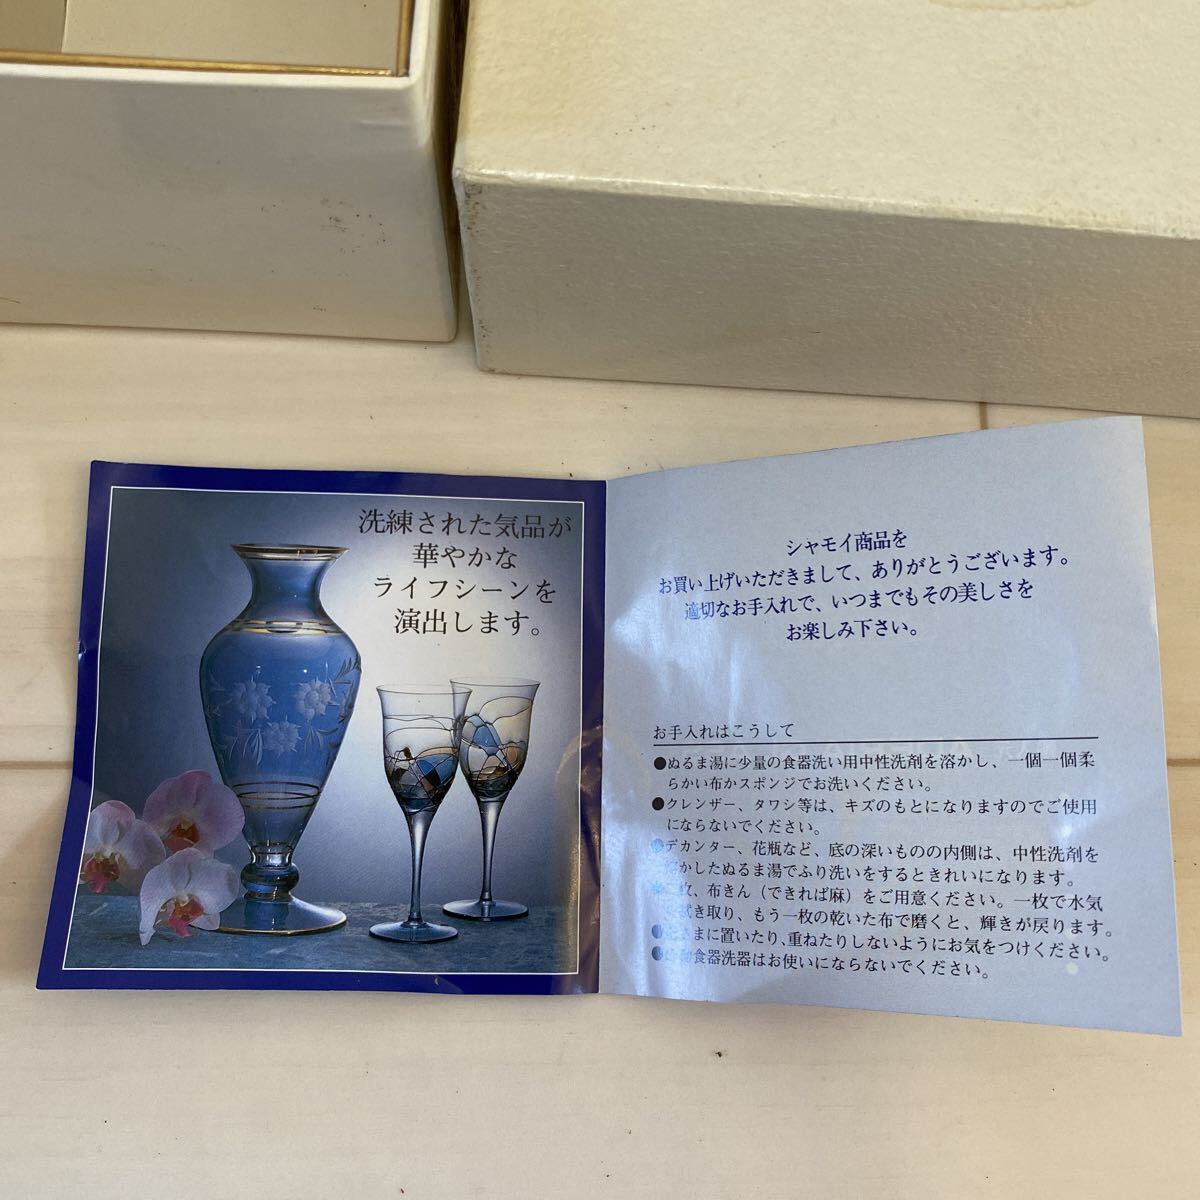 洗練された気品が
華やかな
ライフシーンを
演出します。
シャモイ商品を
お買い上げいただきまして、ありがとうございます。
適切なお手入れで、いつまでもその美しさを
お楽しみ下さい。
お手入れはこうして
●ぬるま湯に少量の食器洗い用中性洗剤を溶かし、一個一個柔
らかい布かスポンジでお洗いください。
●クレンザー、タワシ等は、キズのもとになりますのでご使用
にならないでください。
●デカンター、花瓶など、底の深いものの内側は、中性洗剤を
溶かしたぬるま湯でふり洗いをするときれいになります。
枚、布きん（できれば麻）をご用意ください。一枚で水気
拭き取り、もう一枚の乾いた布で磨くと、輝きが戻ります。
●さかさまに置いたり、重ねたりしないようにお気をつけください。
●食器洗器はお使いにならないでください。